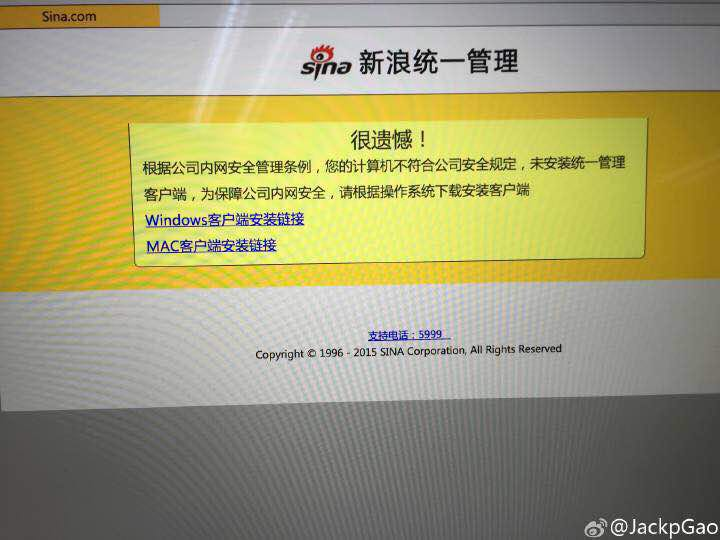 Sina.com
sina 新浪统一管理
很遗憾！
根据公司内网安全管理条例，您的计算机不符合公司安全规定，未安装统一管理
客户端，为保障公司内网安全，请根据操作系统下载安装客户端
Windows客户端安装链接
MAC客户端安装链接
支持电话：5999
Copyright © 1996 - 2015 SINA Corporation, All Rights Reserved
@JackpGao